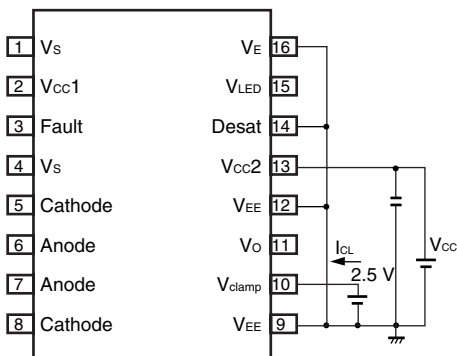 1 Vs VE 16
2 Vcc1 VLED 15
3 Fault Desat 14
4 Vs Vcc2 13
5 Cathode VEE 12
6 Anode Vo 11
7 Anode Vclamp 10
8 Cathode VEE 9
ICL
2.5 V
Vcc